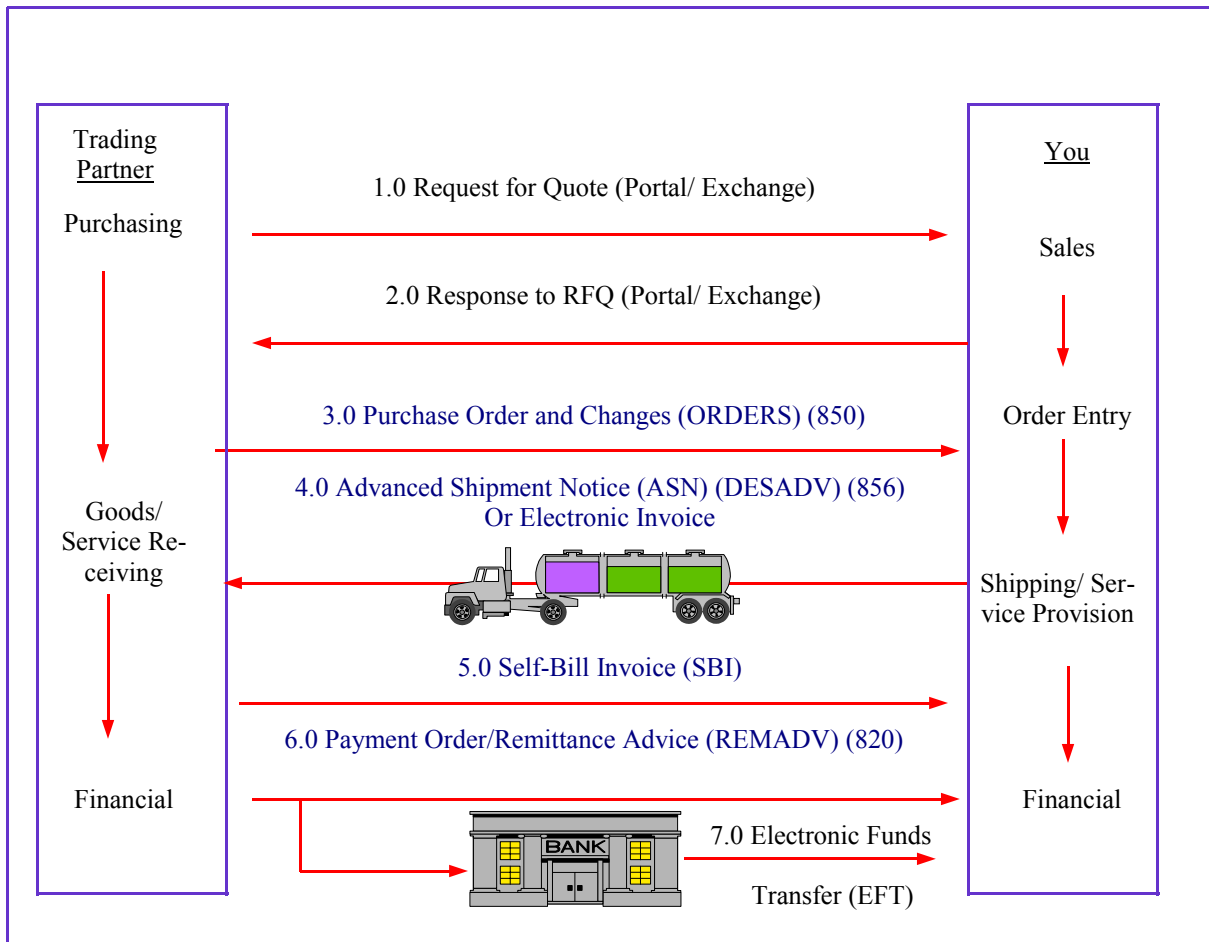 Trading
Partner
Purchasing
Goods/
Service Re-
ceiving
Financial
1.0 Request for Quote (Portal/ Exchange)
2.0 Response to RFQ (Portal/ Exchange)
3.0 Purchase Order and Changes (ORDERS) (850)
4.0 Advanced Shipment Notice (ASN) (DESADV) (856)
Or Electronic Invoice
5.0 Self-Bill Invoice (SBI)
6.0 Payment Order/Remittance Advice (REMADV) (820)
BANK
7.0 Electronic Funds
Transfer (EFT)
You
Sales
Order Entry
Shipping/ Ser-
vice Provision
Financial